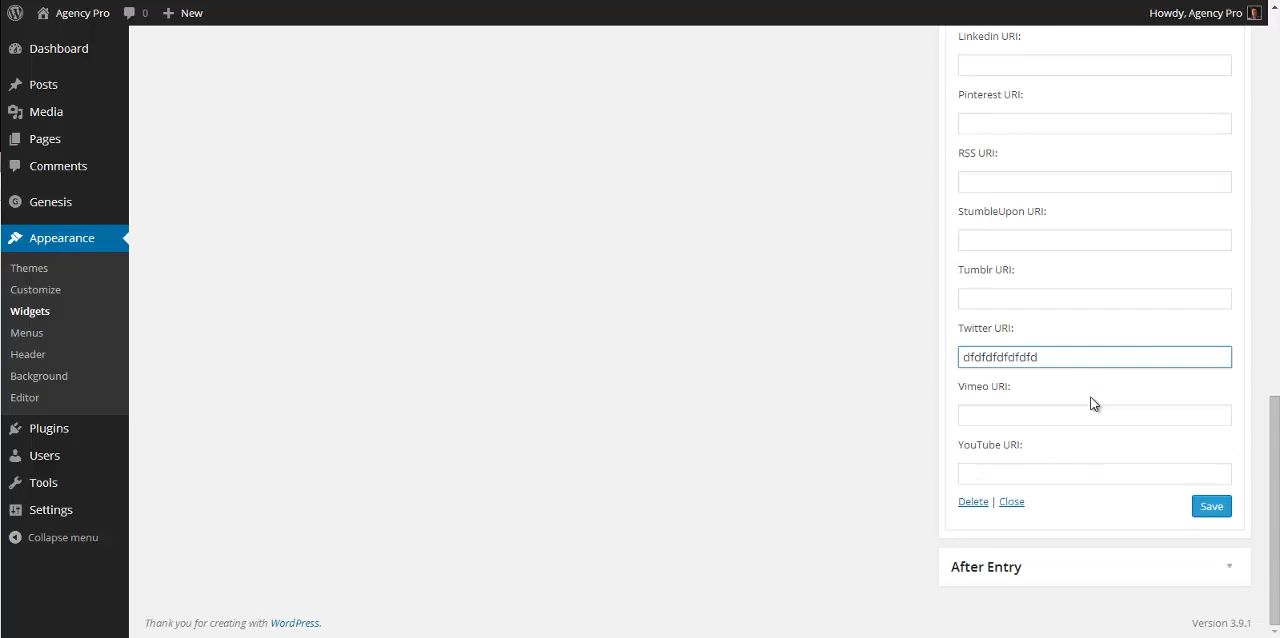 Agency Pro 0 New Howdy, Agency Pro
Dashboard
Posts
Media
Pages
Comments
Genesis
Appearance
Themes
Customize
Widgets
Menus
Header
Background
Editor
Plugins
Users
Tools
Settings
Collapse menu
Linkedin URI:
Pinterest URI:
RSS URI:
StumbleUpon URI:
Tumblr URI:
Twitter URI:
dfdfdfdfdfdfd
Vimeo URI:
YouTube URI:
Delete | Close Save
After Entry
Thank you for creating with WordPress. Version 3.9.1